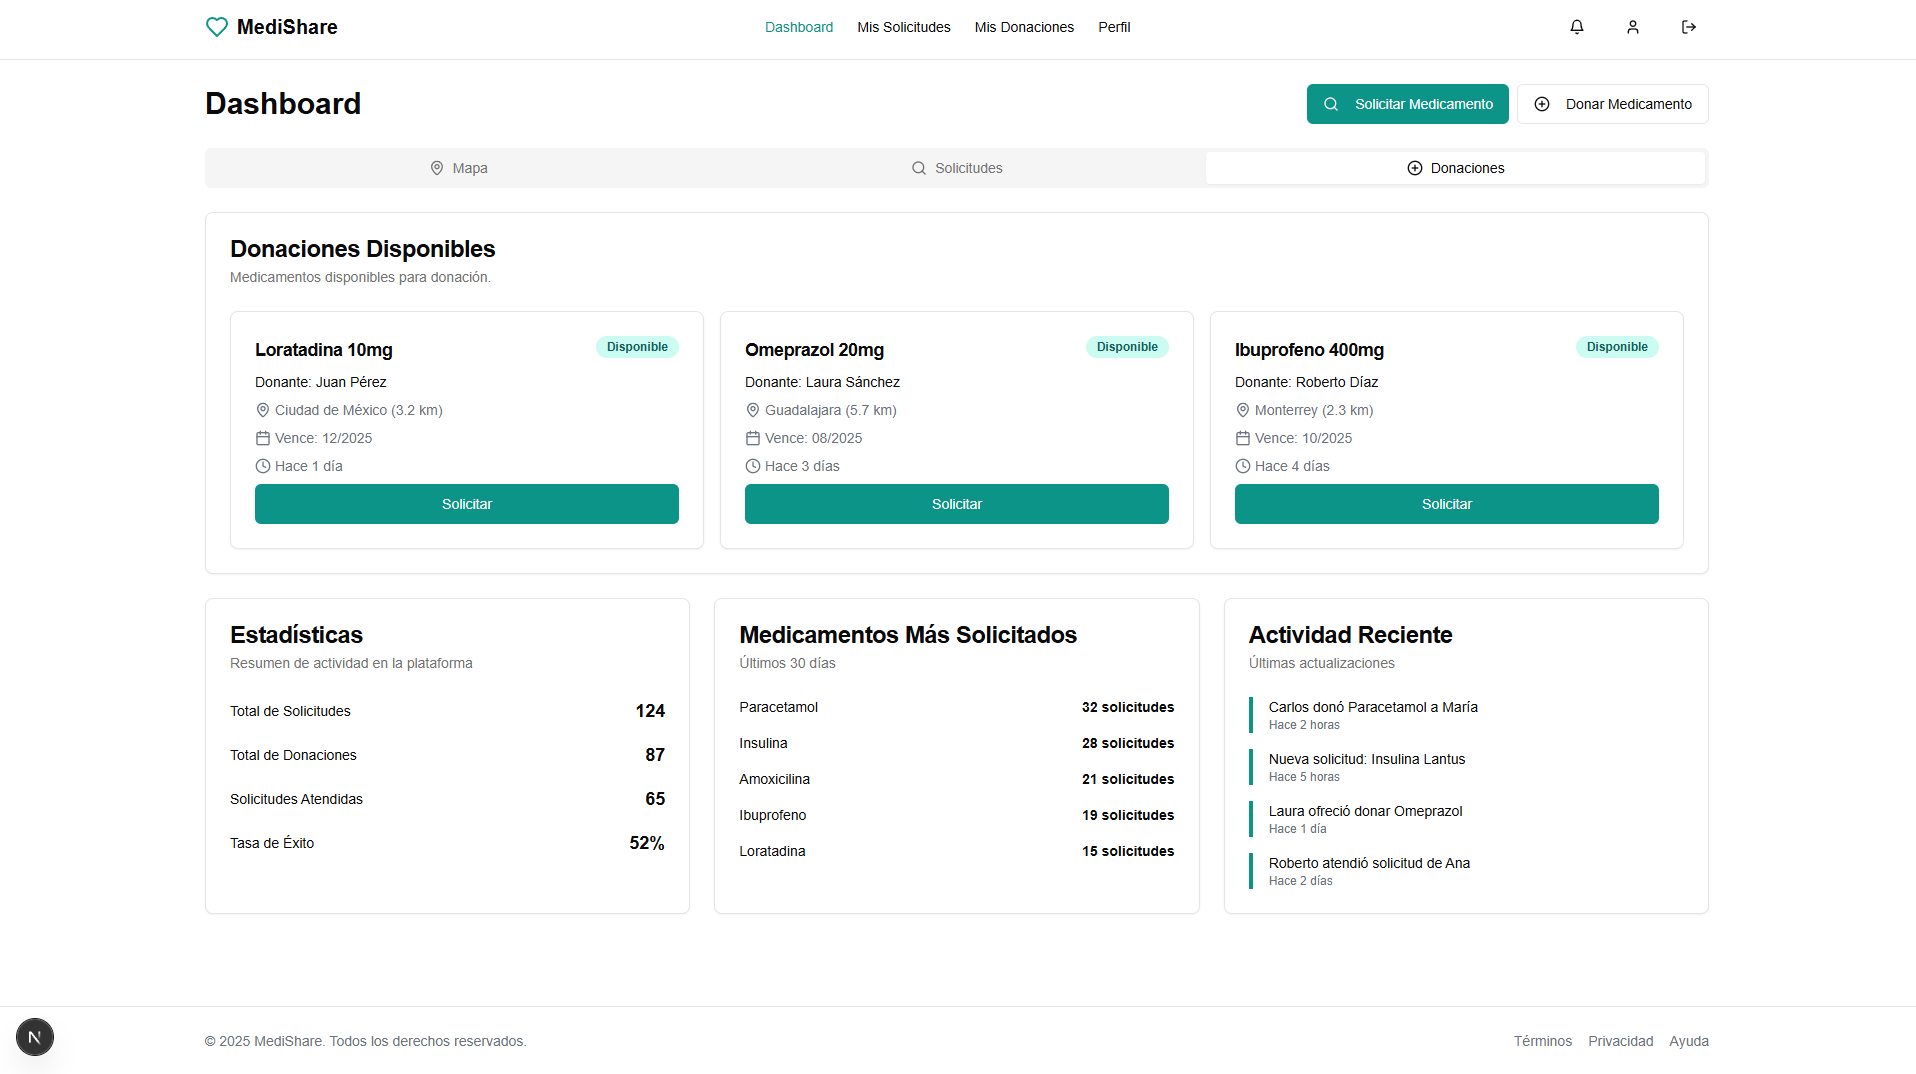 MediShare
Dashboard Mis Solicitudes Mis Donaciones Perfil
Dashboard
Solicitar Medicamento
Donar Medicamento
Mapa
Solicitudes
Donaciones
Donaciones Disponibles
Medicamentos disponibles para donación.
Loratadina 10mg
Disponible
Donante: Juan Pérez
Ciudad de México (3.2 km)
Vence: 12/2025
Hace 1 día
Solicitar
Omeprazol 20mg
Disponible
Donante: Laura Sánchez
Guadalajara (5.7 km)
Vence: 08/2025
Hace 3 días
Solicitar
Ibuprofeno 400mg
Disponible
Donante: Roberto Díaz
Monterrey (2.3 km)
Vence: 10/2025
Hace 4 días
Solicitar
Estadísticas
Resumen de actividad en la plataforma
Total de Solicitudes 124
Total de Donaciones 87
Solicitudes Atendidas 65
Tasa de Éxito 52%
Medicamentos Más Solicitados
Últimos 30 días
Paracetamol 32 solicitudes
Insulina 28 solicitudes
Amoxicilina 21 solicitudes
Ibuprofeno 19 solicitudes
Loratadina 15 solicitudes
Actividad Reciente
Últimas actualizaciones
Carlos donó Paracetamol a María
Hace 2 horas
Nueva solicitud: Insulina Lantus
Hace 5 horas
Laura ofreció donar Omeprazol
Hace 1 día
Roberto atendió solicitud de Ana
Hace 2 días
N
© 2025 MediShare. Todos los derechos reservados.
Términos Privacidad Ayuda